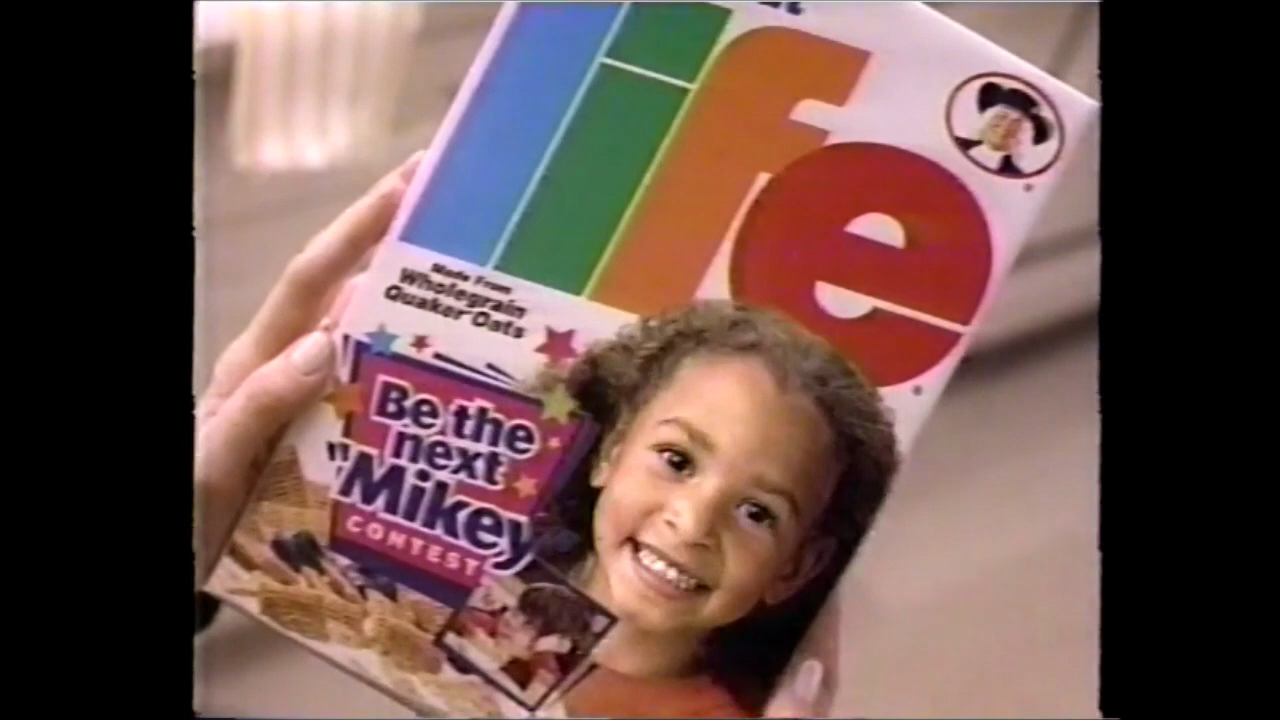 life
Made From
Wholegrain
Quaker Oats
Be the
next
"Mikey
CONTEST